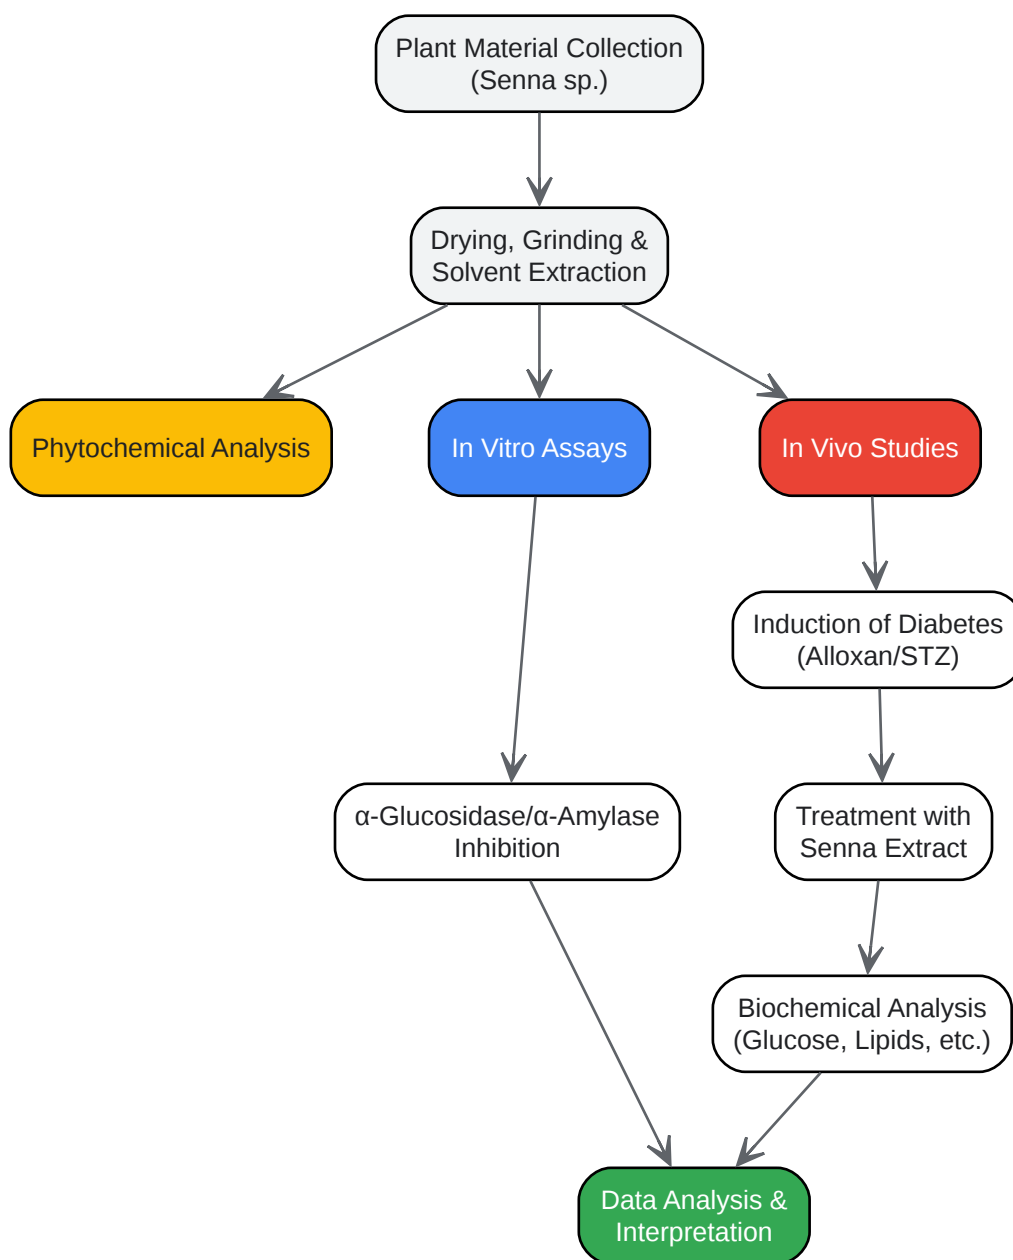 Plant Material Collection
(Senna sp.)
Drying, Grinding &
Solvent Extraction
Phytochemical Analysis
In Vitro Assays
In Vivo Studies
Induction of Diabetes
(Alloxan/STZ)
α-Glucosidase/α-Amylase
Inhibition
Treatment with
Senna Extract
Biochemical Analysis
(Glucose, Lipids, etc.)
Data Analysis &
Interpretation